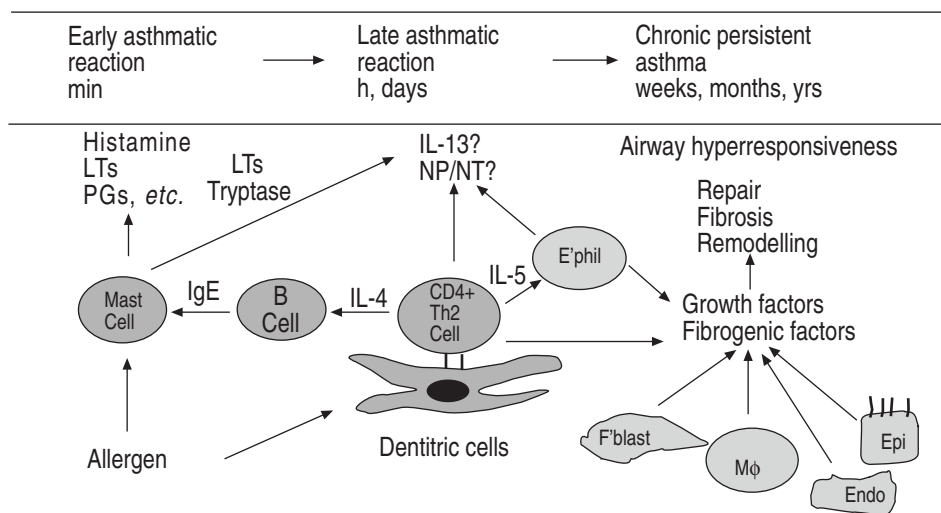 Early asthmatic
reaction
min
Late asthmatic
reaction
h, days
Chronic persistent
asthma
weeks, months, yrs
Histamine
LTs
PGs, etc.
LTs
Tryptase
IL-13?
NP/NT?
Airway hyperresponsiveness
Repair
Fibrosis
Remodelling
E'phil
IL-5
Mast
Cell
IgE
B
Cell
IL-4
CD4+
Th2
Cell
Growth factors
Fibrogenic factors
Allergen
Dentitric cells
F'blast
Mϕ
Endo
Epi